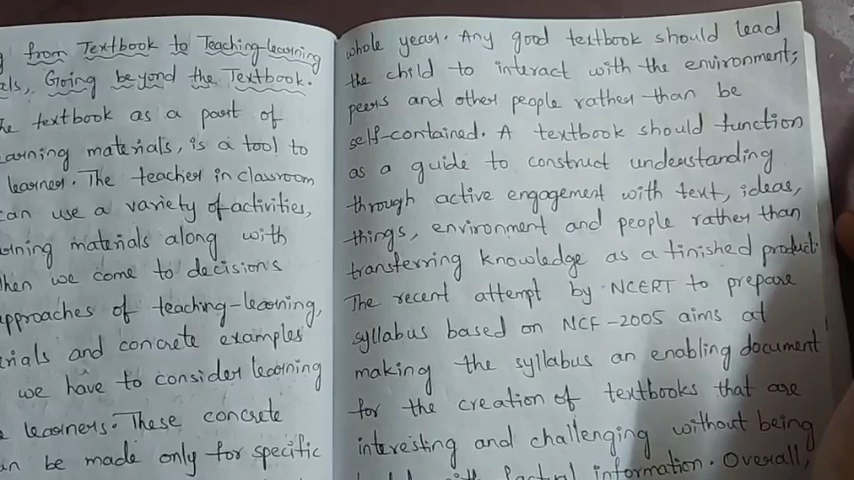 from Textbook to Teaching-learning
Going beyond the Textbook.
textbook as a part of
materials, is a tool to
learner. The teacher in classroom
can use a variety of activities,
materials along with
we come to decisions
approaches of teaching-learning,
and concrete examples
we have to consider learning
learners. These concrete
be made only for specific
whole year. Any good textbook should lead
the child to interact with the environment;
peers and other people rather than be
self-contained. A textbook should function
as a guide to construct understanding
through active engagement with text, ideas,
things, environment and people rather than
transferring knowledge as a finished product.
The recent attempt by NCERT to prepare
syllabus based on NCF-2005 aims at
making the syllabus an enabling document
for the creation of textbooks that are
interesting and challenging without being
factual information. Overall,